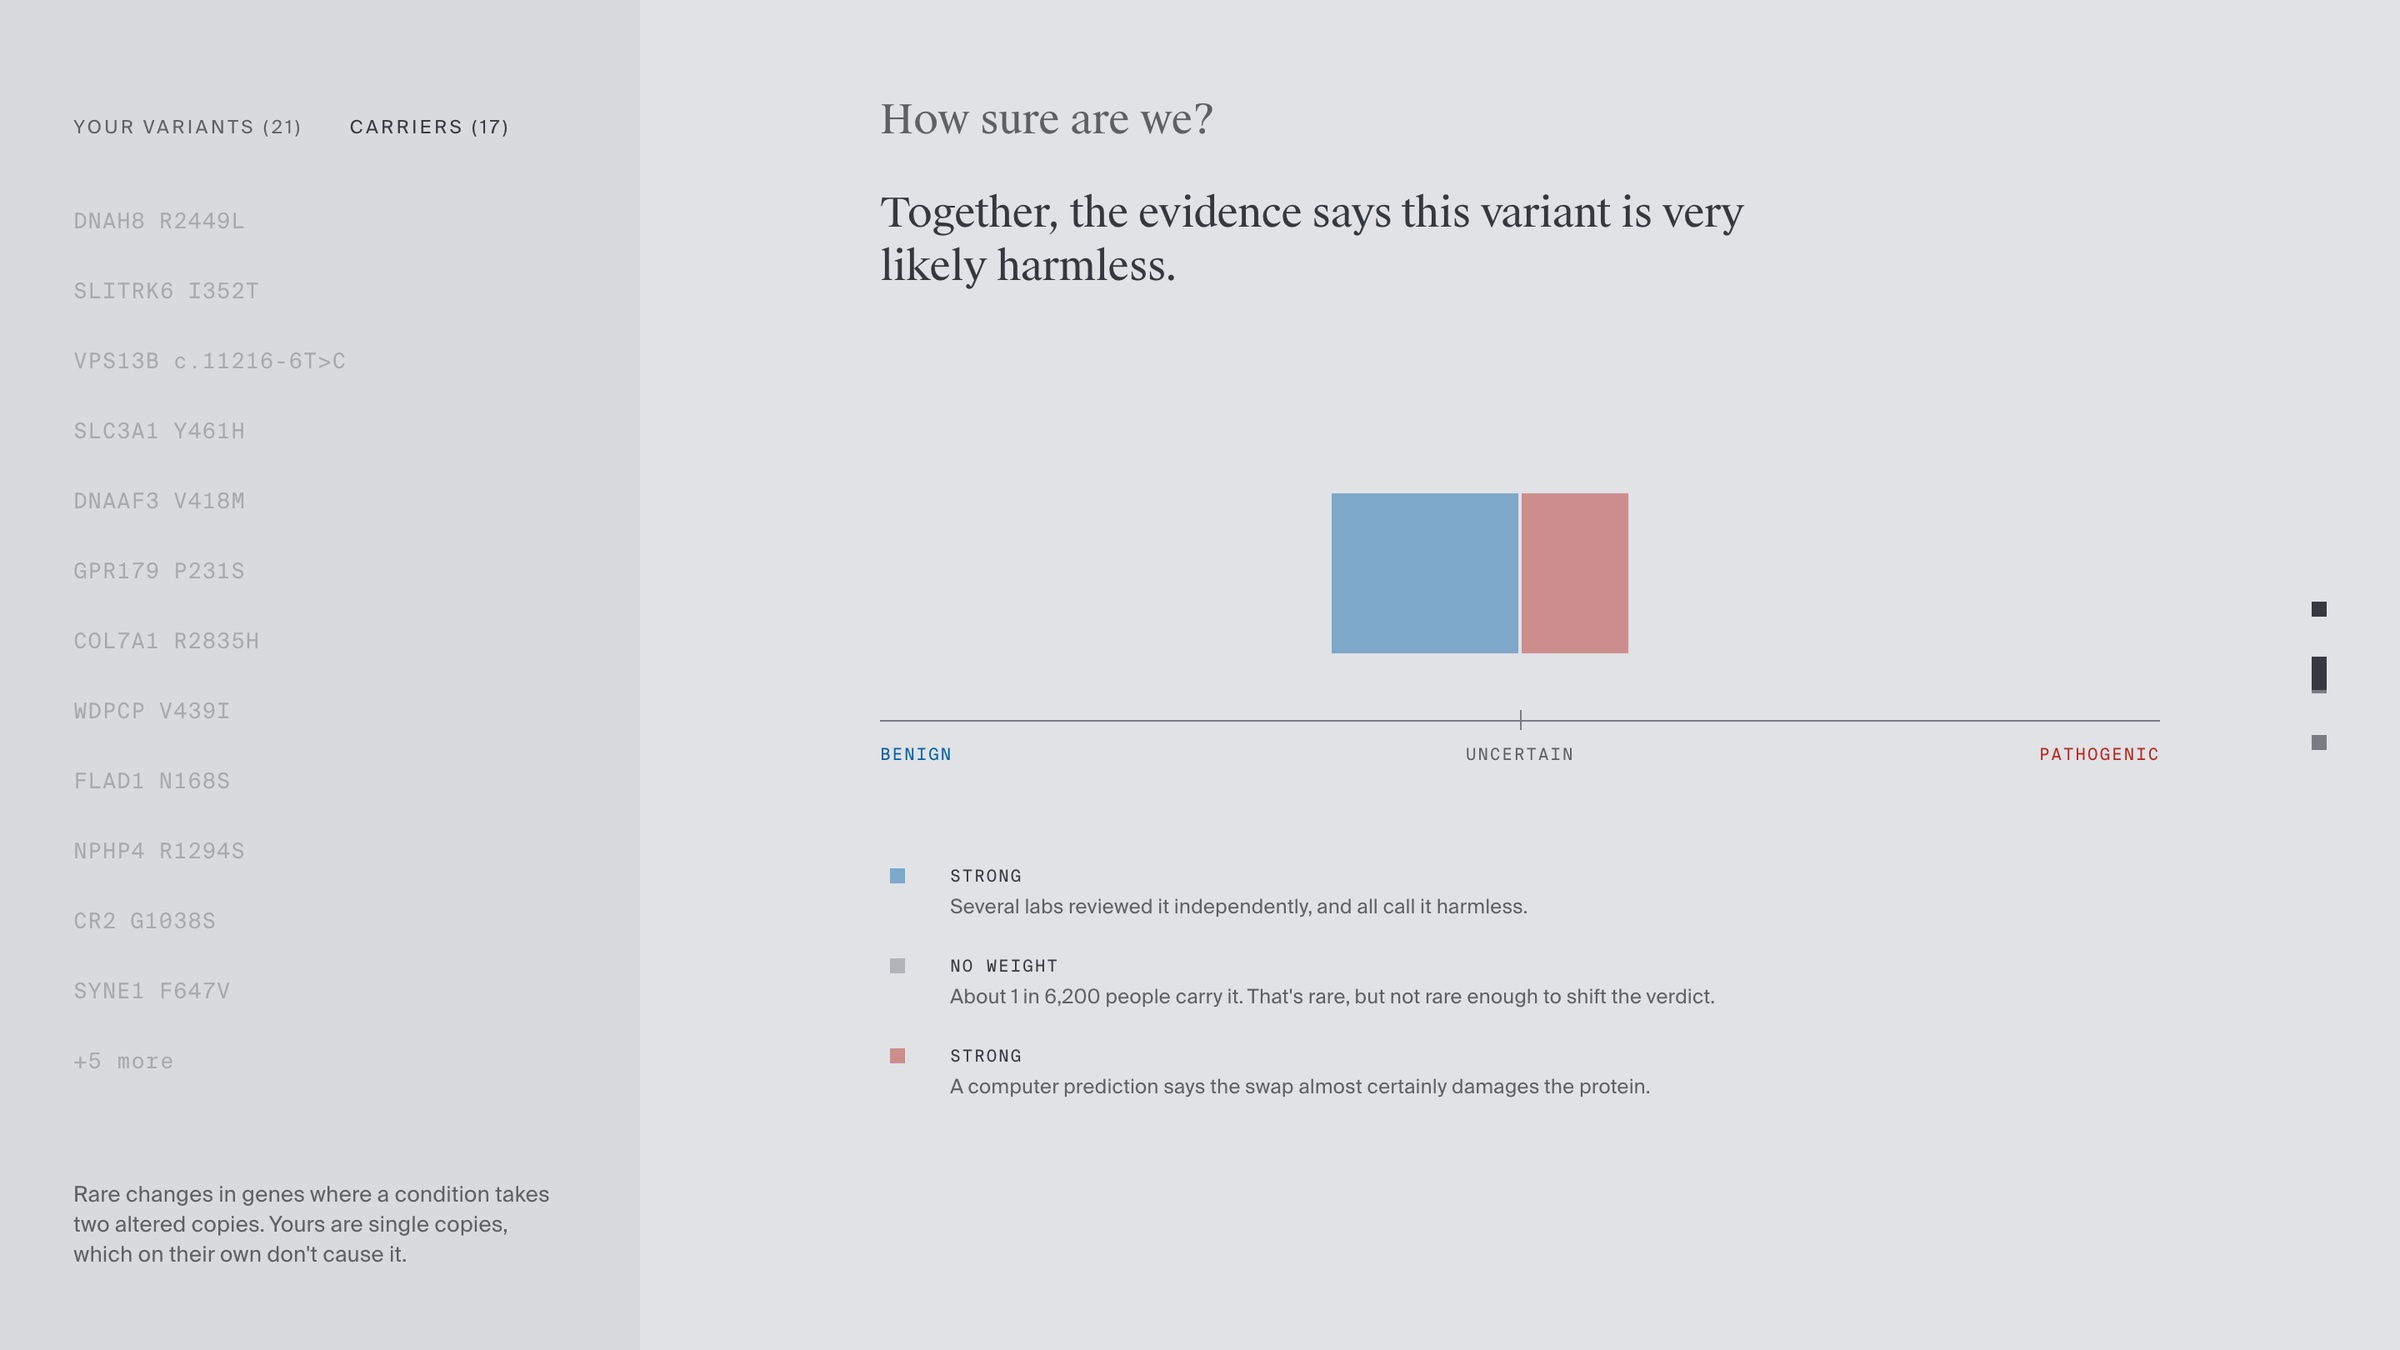 YOUR VARIANTS (21)
CARRIERS (17)
DNAH8 R2449L
SLITRK6 I352T
VPS13B c.11216-6T>C
SLC3A1 Y461H
DNAAF3 V418M
GPR179 P231S
COL7A1 R2835H
WDPCP V439I
FLAD1 N168S
NPHP4 R1294S
CR2 G1038S
SYNE1 F647V
+5 more
Rare changes in genes where a condition takes
two altered copies. Yours are single copies,
which on their own don't cause it.
How sure are we?
Together, the evidence says this variant is very
likely harmless.
BENIGN
UNCERTAIN
PATHOGENIC
STRONG
Several labs reviewed it independently, and all call it harmless.
NO WEIGHT
About 1 in 6,200 people carry it. That's rare, but not rare enough to shift the verdict.
STRONG
A computer prediction says the swap almost certainly damages the protein.